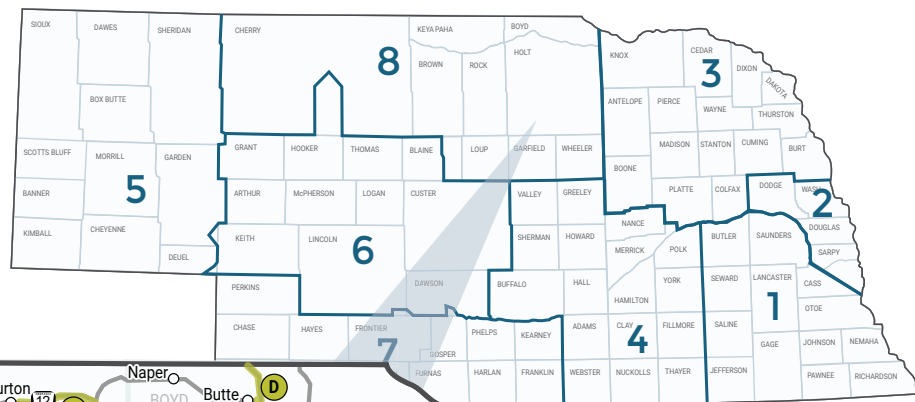 SIOUX
DAWES
SHERIDAN
CHERRY
KEYA PAHA
BOYD
HOLT
BROWN
ROCK
8
KNOX
CEDAR
3
DIXON
DAKOTA
BOX BUTTE
ANTELOPE
PIERCE
WAYNE
THURSTON
SCOTTS BLUFF
MORRILL
GARDEN
GRANT
HOOKER
THOMAS
BLAINE
LOUP
GARFIELD
WHEELER
MADISON
STANTON
CUMING
BURT
BOONE
BANNER
5
ARTHUR
McPHERSON
LOGAN
CUSTER
VALLEY
GREELEY
PLATTE
COLFAX
DODGE
WASH
2
KIMBALL
CHEYENNE
DEUEL
KEITH
LINCOLN
6
SHERMAN
HOWARD
NANCE
MERRICK
POLK
BUTLER
SAUNDERS
DOUGLAS
SARPY
PERKINS
DAWSON
BUFFALO
HALL
HAMILTON
YORK
SEWARD
LANCASTER
1
CASS
OTOE
CHASE
HAYES
FRONTIER
7
GOSPER
PHELPS
KEARNEY
ADAMS
CLAY
4
FILLMORE
SALINE
GAGE
JOHNSON
NEMAHA
FURNAS
HARLAN
FRANKLIN
WEBSTER
NUCKOLLS
THAYER
JEFFERSON
PAWNEE
RICHARDSON
Naper
BOYD
Butte
D
urton
12